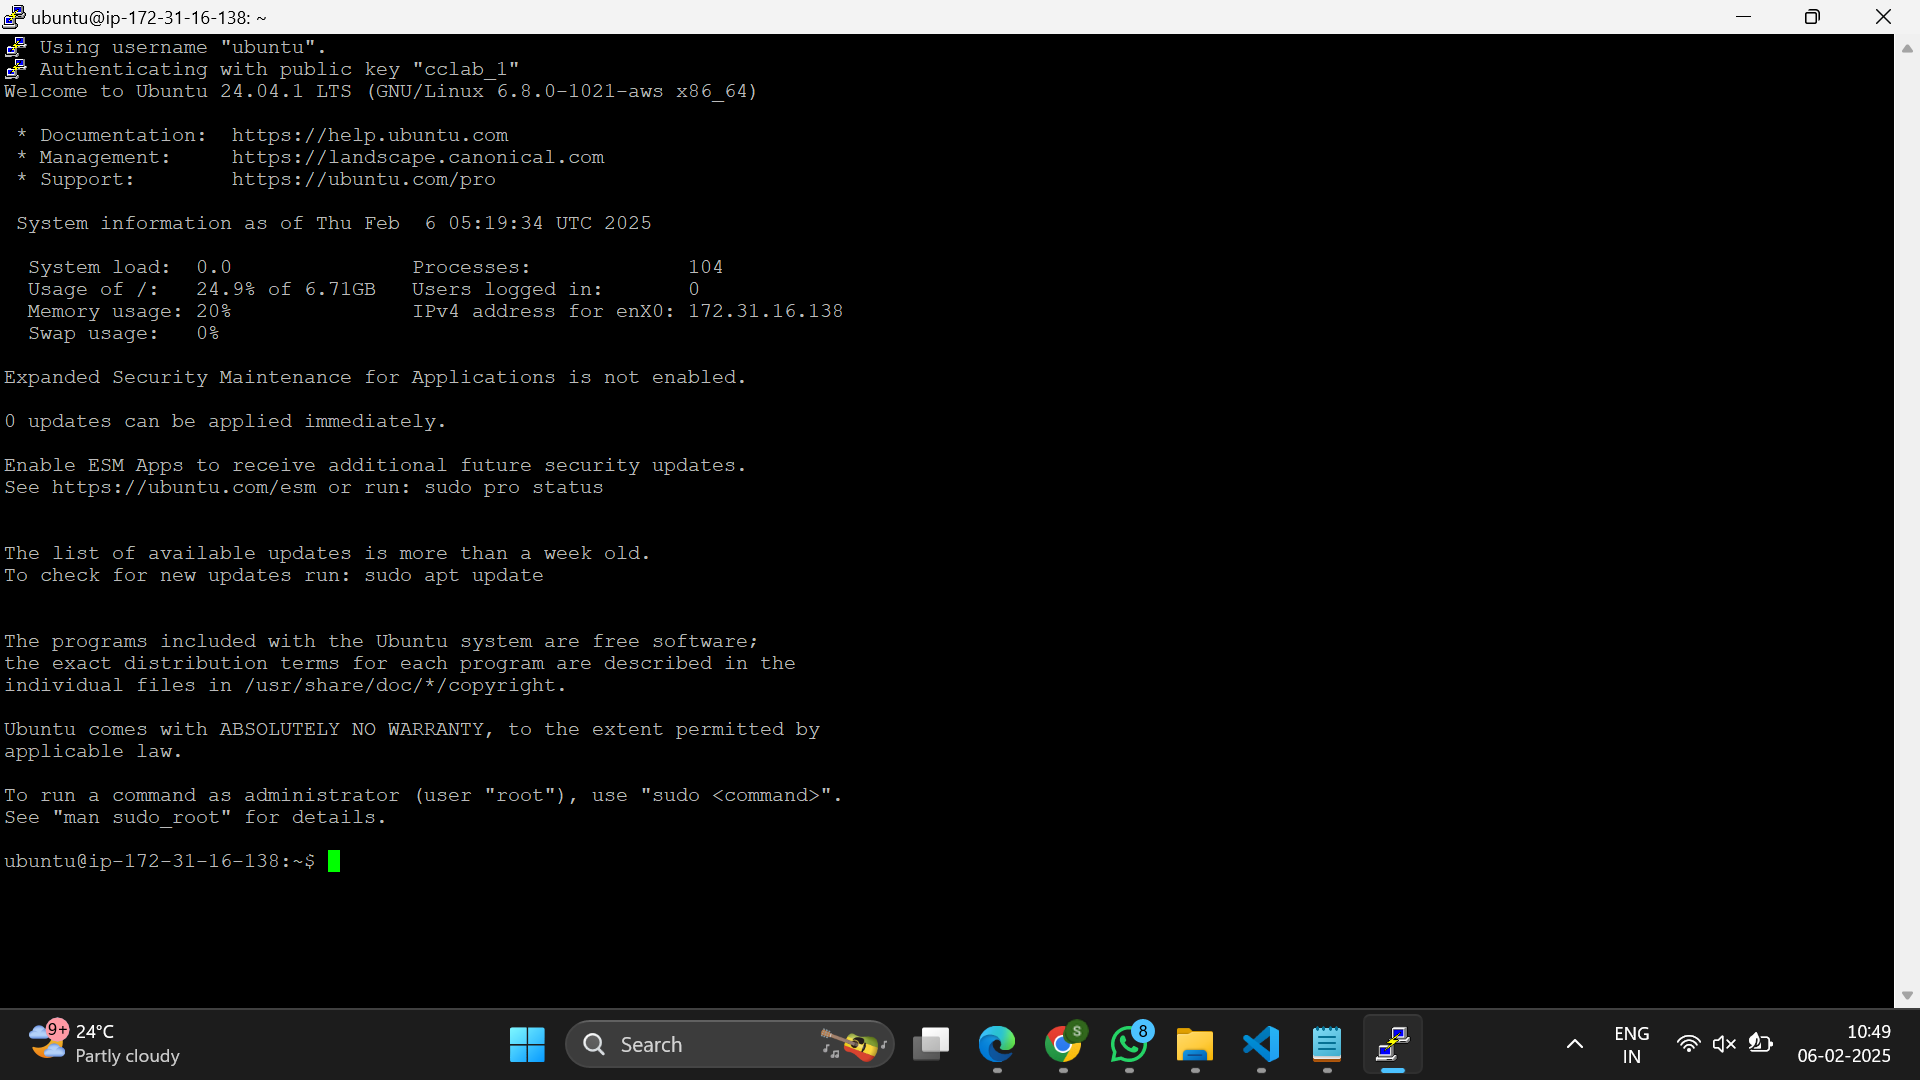 ubuntu@ip-172-31-16-138: ~
Using username "ubuntu".
Authenticating with public key "cclab_1"
Welcome to Ubuntu 24.04.1 LTS (GNU/Linux 6.8.0-1021-aws x86_64)
* Documentation:  https://help.ubuntu.com
* Management:     https://landscape.canonical.com
* Support:        https://ubuntu.com/pro
System information as of Thu Feb  6 05:19:34 UTC 2025
System load:  0.0               Processes:             104
Usage of /:   24.9% of 6.71GB   Users logged in:       0
Memory usage: 20%               IPv4 address for enX0: 172.31.16.138
Swap usage:   0%
Expanded Security Maintenance for Applications is not enabled.
0 updates can be applied immediately.
Enable ESM Apps to receive additional future security updates.
See https://ubuntu.com/esm or run: sudo pro status
The list of available updates is more than a week old.
To check for new updates run: sudo apt update
The programs included with the Ubuntu system are free software;
the exact distribution terms for each program are described in the
individual files in /usr/share/doc/*/copyright.
Ubuntu comes with ABSOLUTELY NO WARRANTY, to the extent permitted by
applicable law.
To run a command as administrator (user "root"), use "sudo <command>".
See "man sudo_root" for details.
ubuntu@ip-172-31-16-138:~$
9+ 24°C
Partly cloudy
Search
S
8
ENG
IN
10:49
06-02-2025